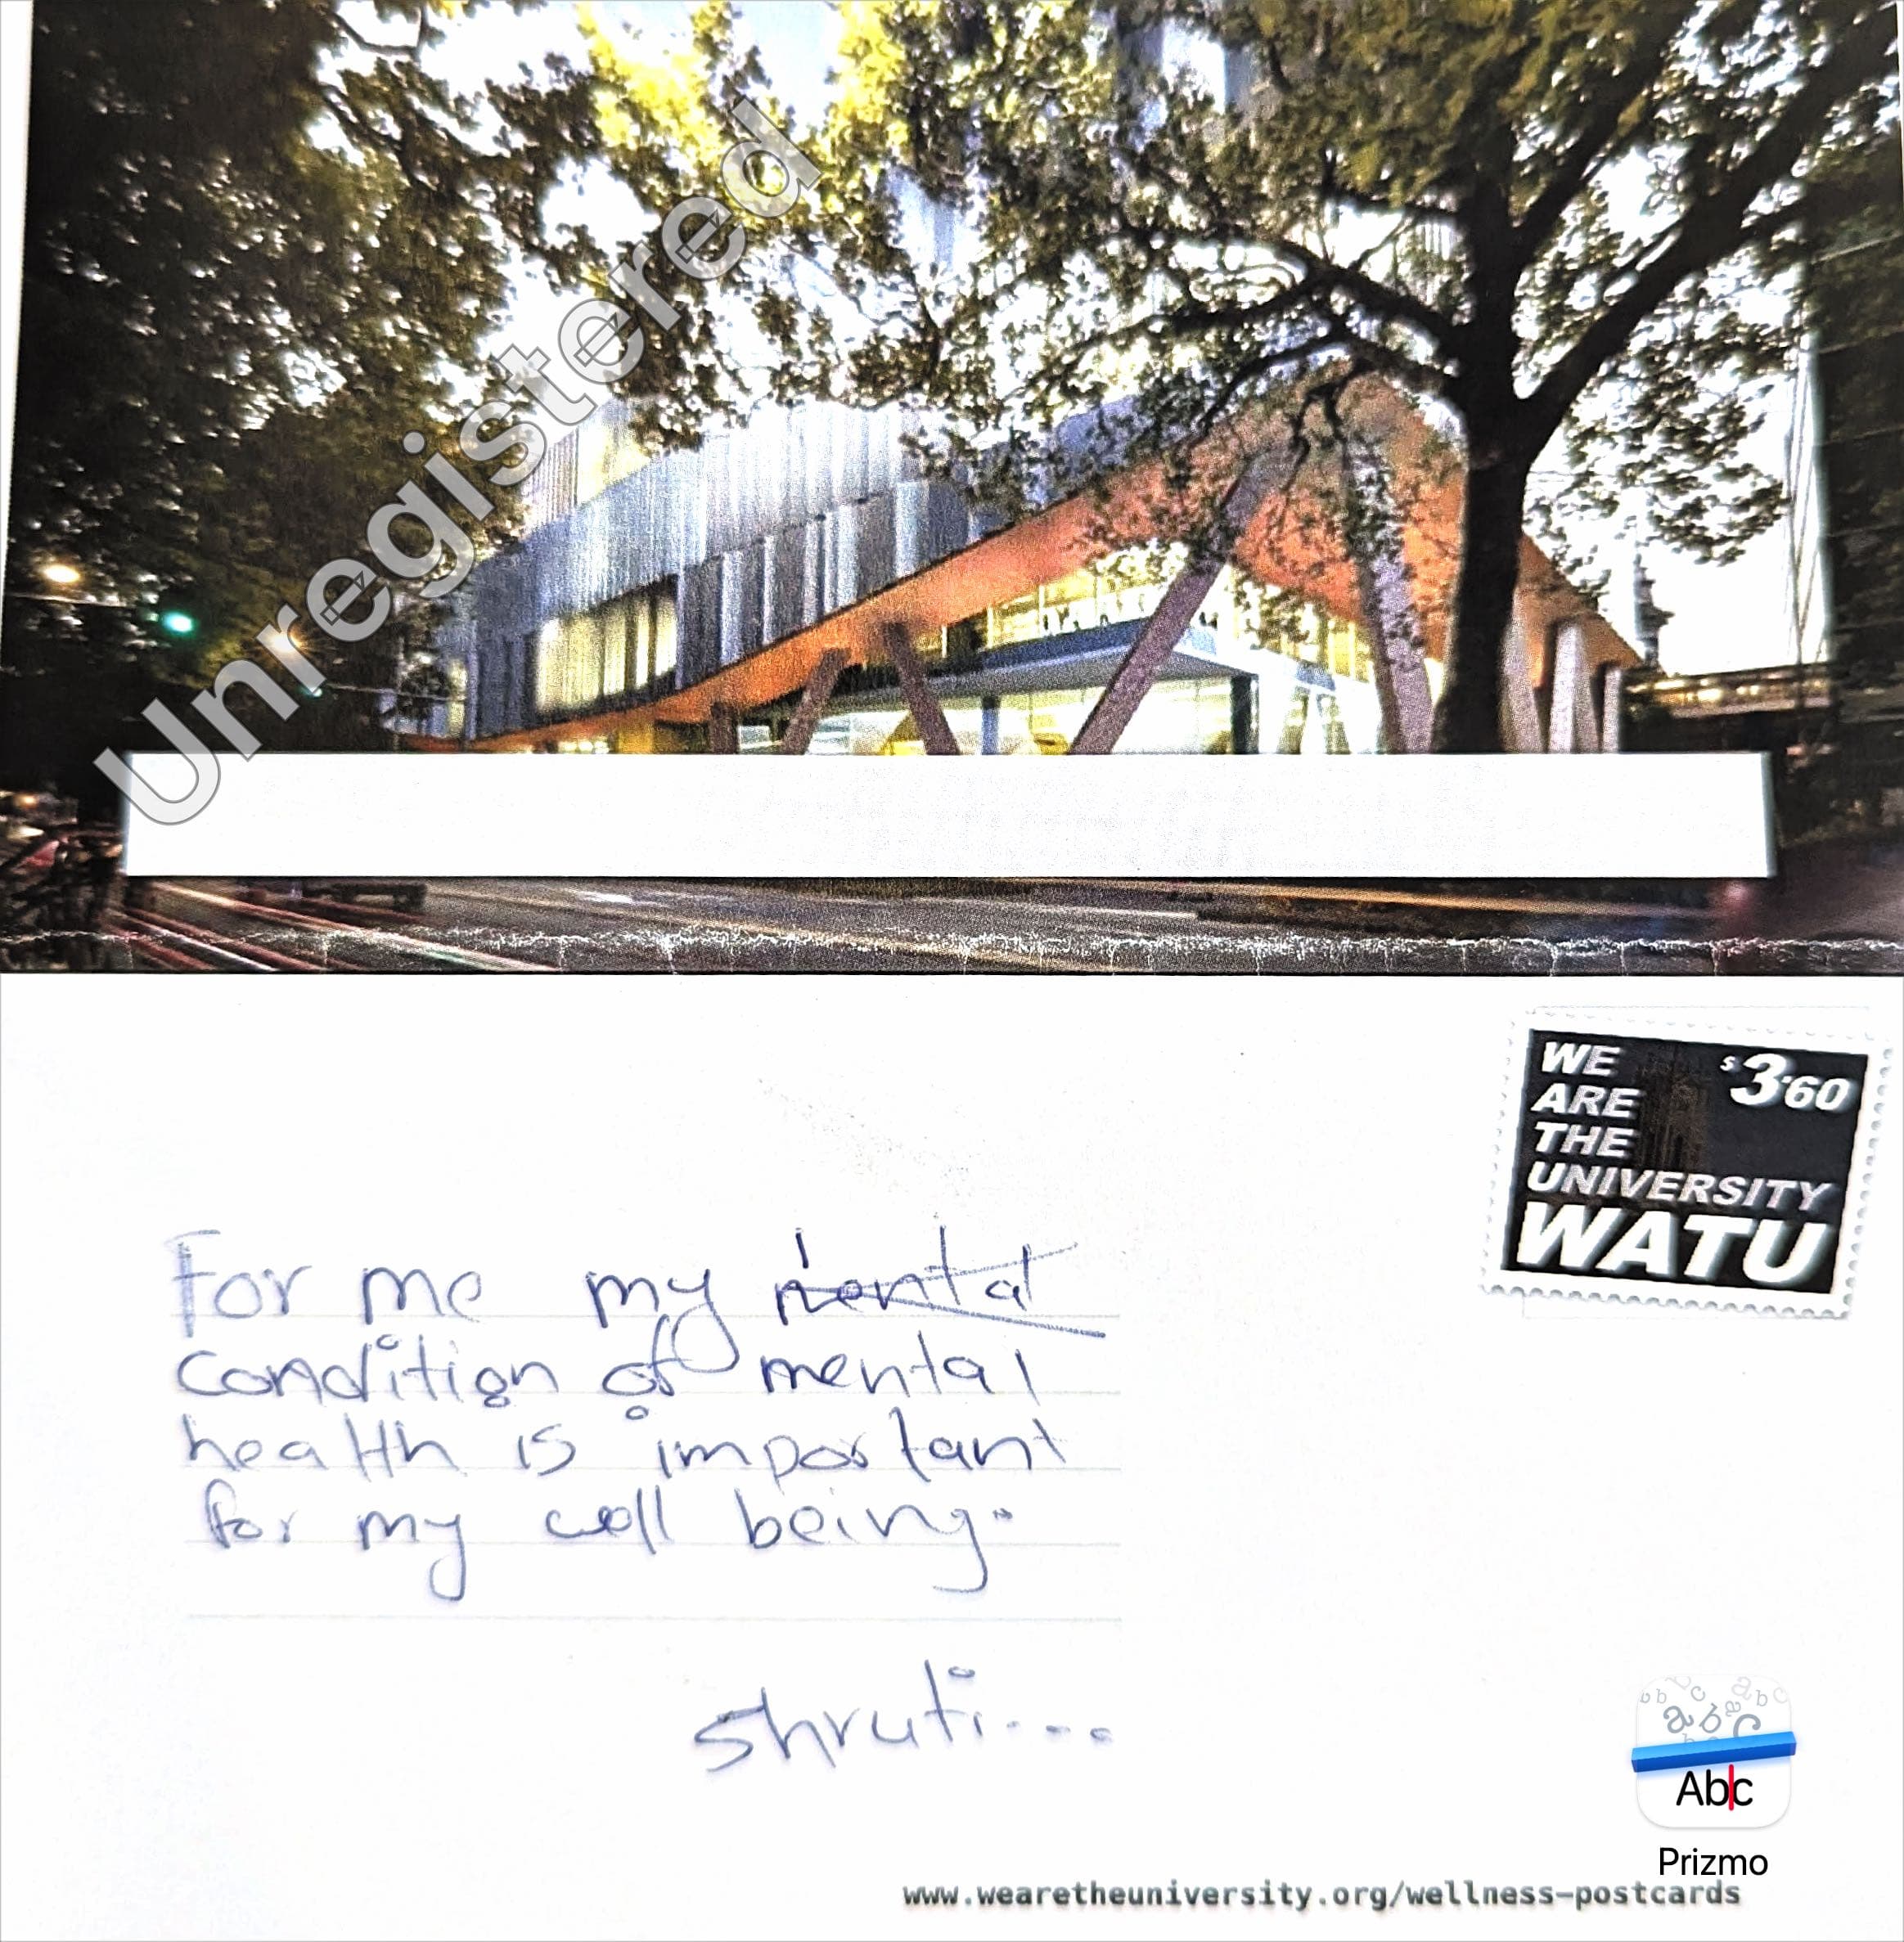 Unregistered
WE
ARE
THE
UNIVERSITY
WATU
$3.60
For me my mental
condition of mental
health is important
for my well being.
Shruti....
Abc
Prizmo
www.wearetheuniversity.org/wellness-postcards